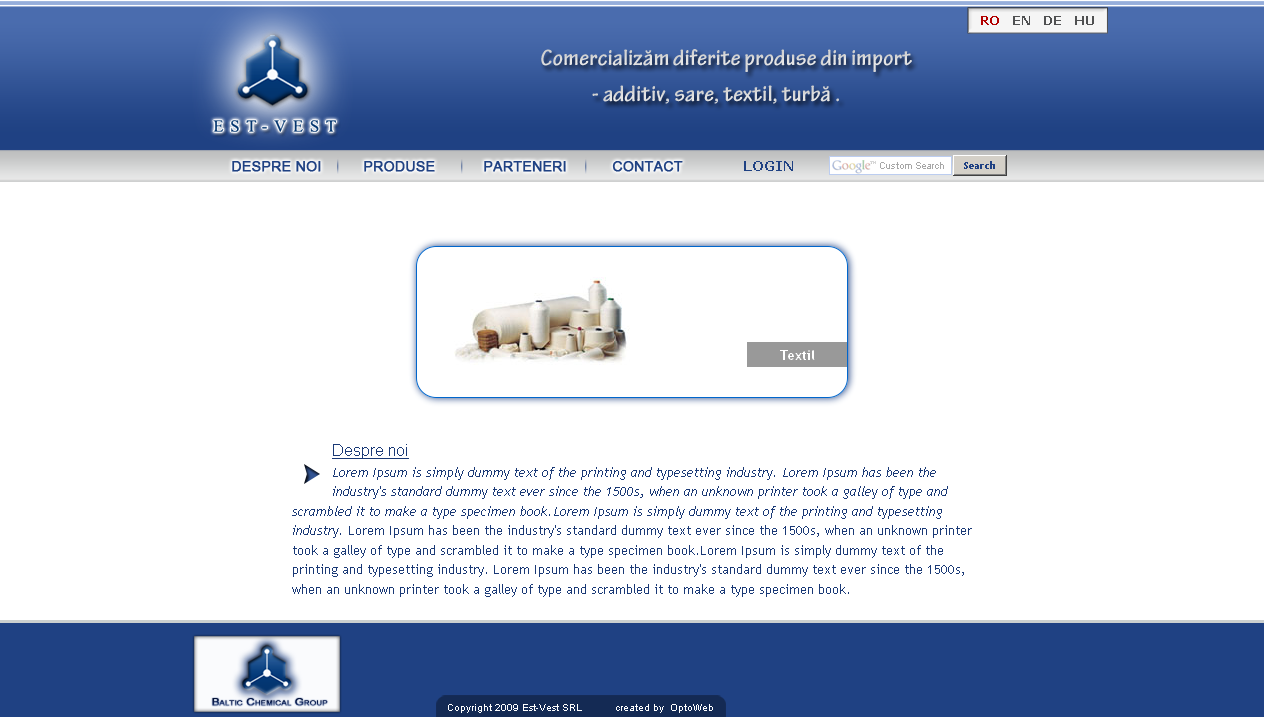 RO EN DE HU
Comercializăm diferite produse din import
- additiv, sare, textil, turbă .
EST-VEST
DESPRE NOI
PRODUSE
PARTENERI
CONTACT
LOGIN
Google™ Custom Search
Search
Textil
Despre noi
Lorem Ipsum is simply dummy text of the printing and typesetting industry. Lorem Ipsum has been the
industry's standard dummy text ever since the 1500s, when an unknown printer took a galley of type and
scrambled it to make a type specimen book.Lorem Ipsum is simply dummy text of the printing and typesetting
industry. Lorem Ipsum has been the industry's standard dummy text ever since the 1500s, when an unknown printer
took a galley of type and scrambled it to make a type specimen book.Lorem Ipsum is simply dummy text of the
printing and typesetting industry. Lorem Ipsum has been the industry's standard dummy text ever since the 1500s,
when an unknown printer took a galley of type and scrambled it to make a type specimen book.
BALTIC CHEMICAL GROUP
Copyright 2009 Est-Vest SRL created by OptoWeb